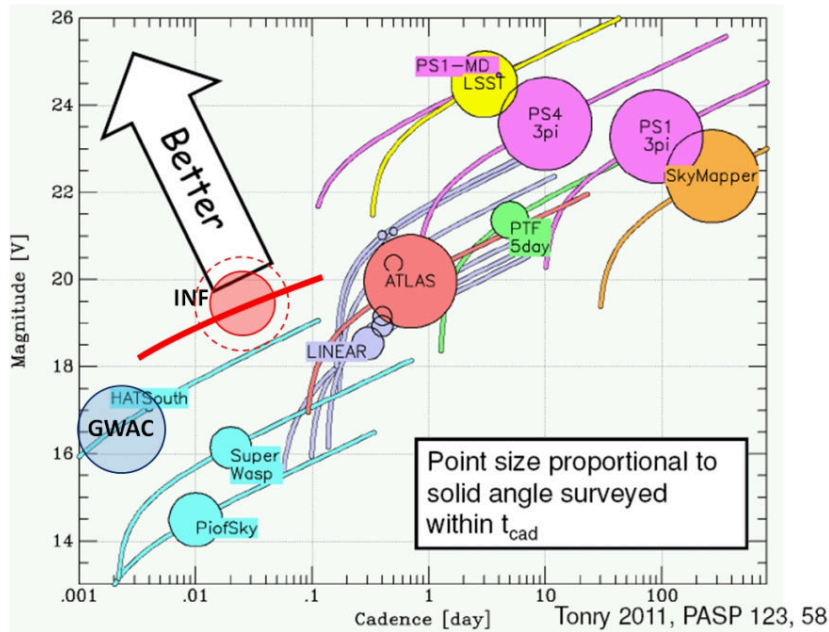 26
24
22
20
18
16
14
Magnitude [V]
Better
PS1-MD
LSST
PS4
3pi
PS1
3pi
SkyMapper
PTF
5day
ATLAS
INF
LINEAR
HATSouth
GWAC
Super
Wasp
PiofSky
Point size proportional to
solid angle surveyed
within tcad
.001
.01
.1
1
10
100
Cadence [day]
Tonry 2011, PASP 123, 58